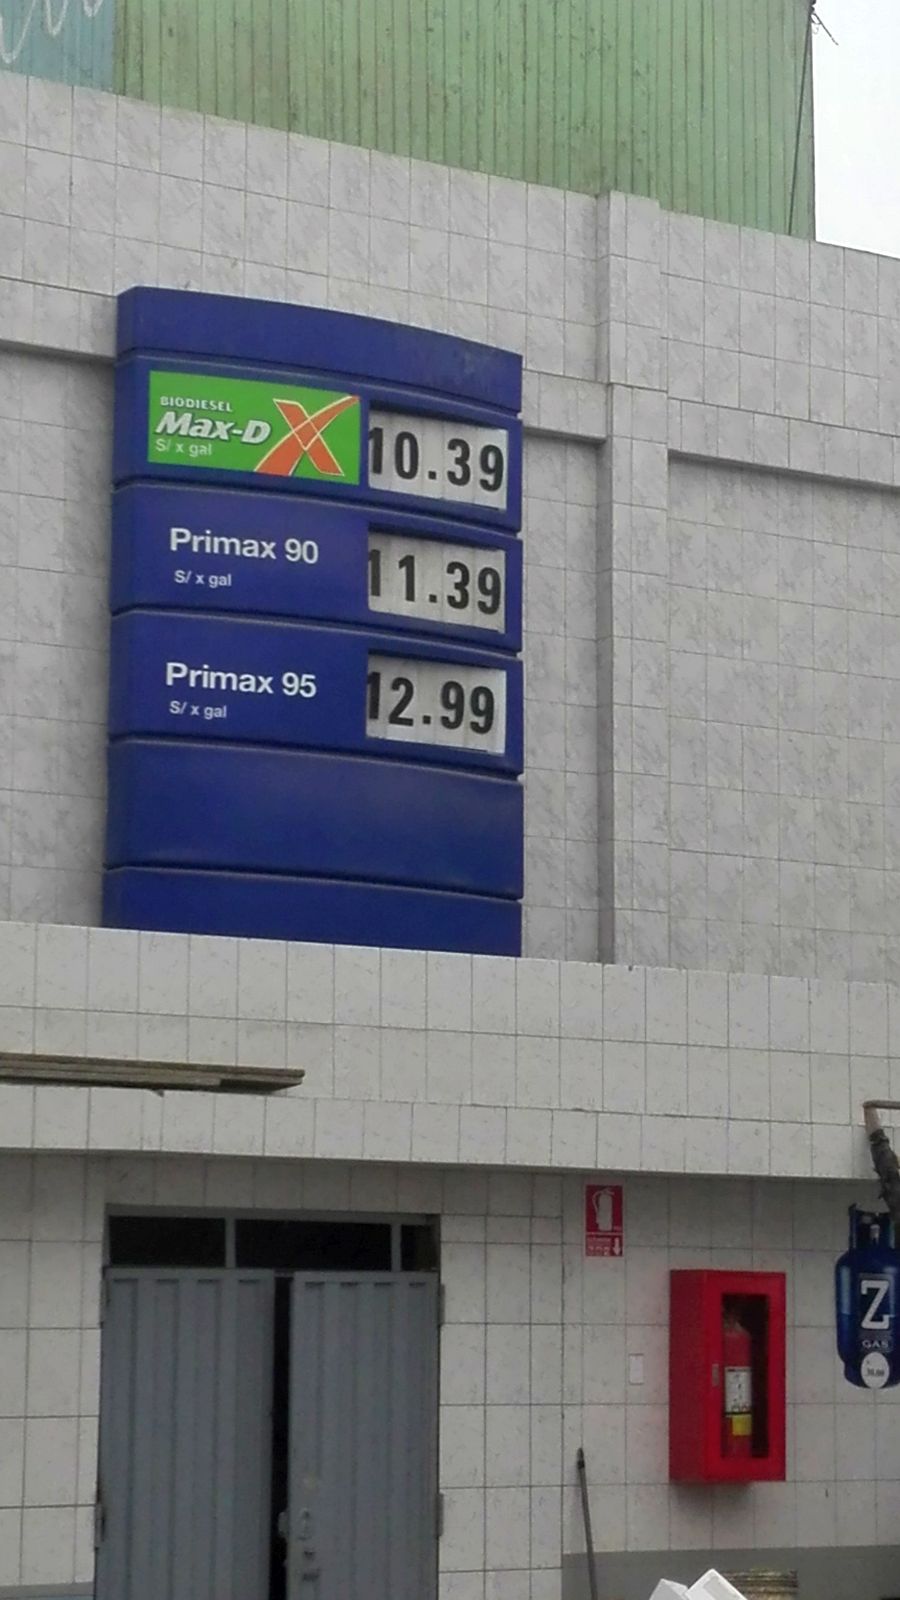 BIODIESEL
Max-D X
S/ x gal
10.39
Primax 90
S/ x gal
11.39
Primax 95
S/ x gal
12.99
Z
GAS